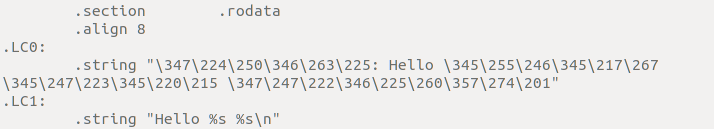 .section .rodata
.align 8
.LC0:
.string "\347\224\250\346\263\225: Hello \345\255\246\345\217\267
\345\247\223\345\220\215 \347\247\222\346\225\260\357\274\201"
.LC1:
.string "Hello %s %s\n"